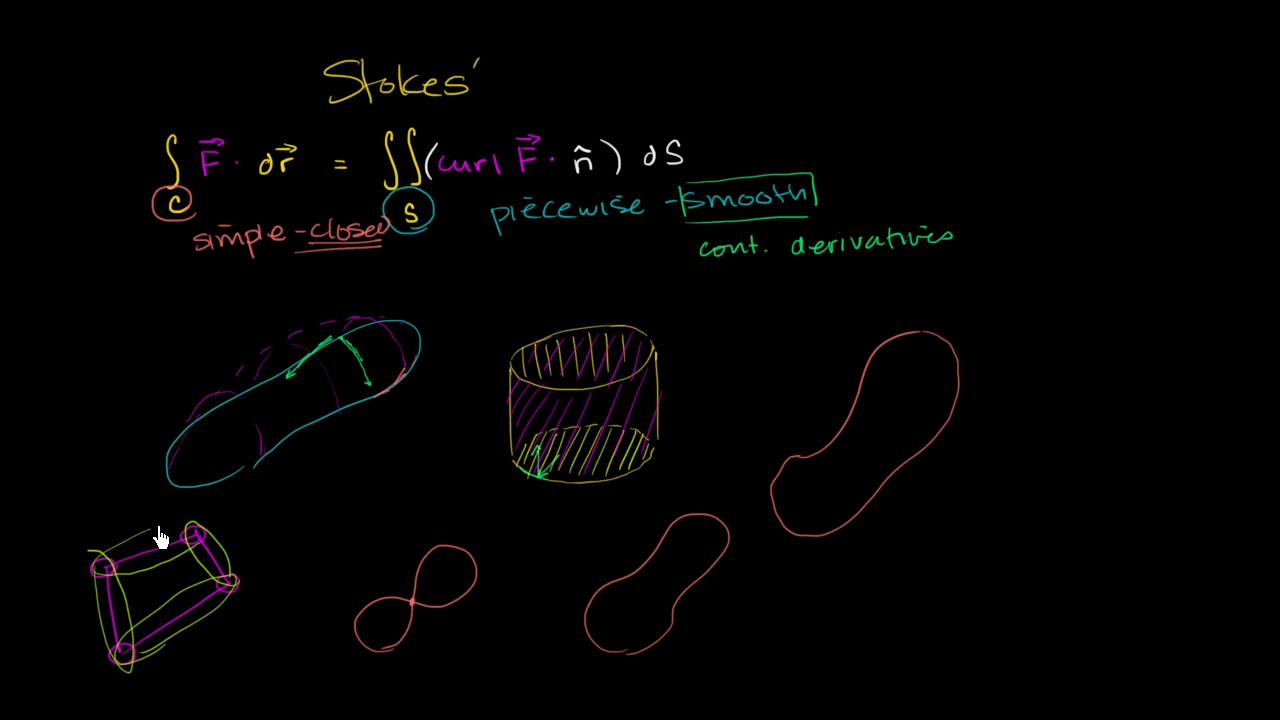 Stokes'
∫ F⃗ · dr⃗ = ∬ (curl F⃗ · n̂) dS
C S piecewise - smooth
simple - closed
cont. derivatives